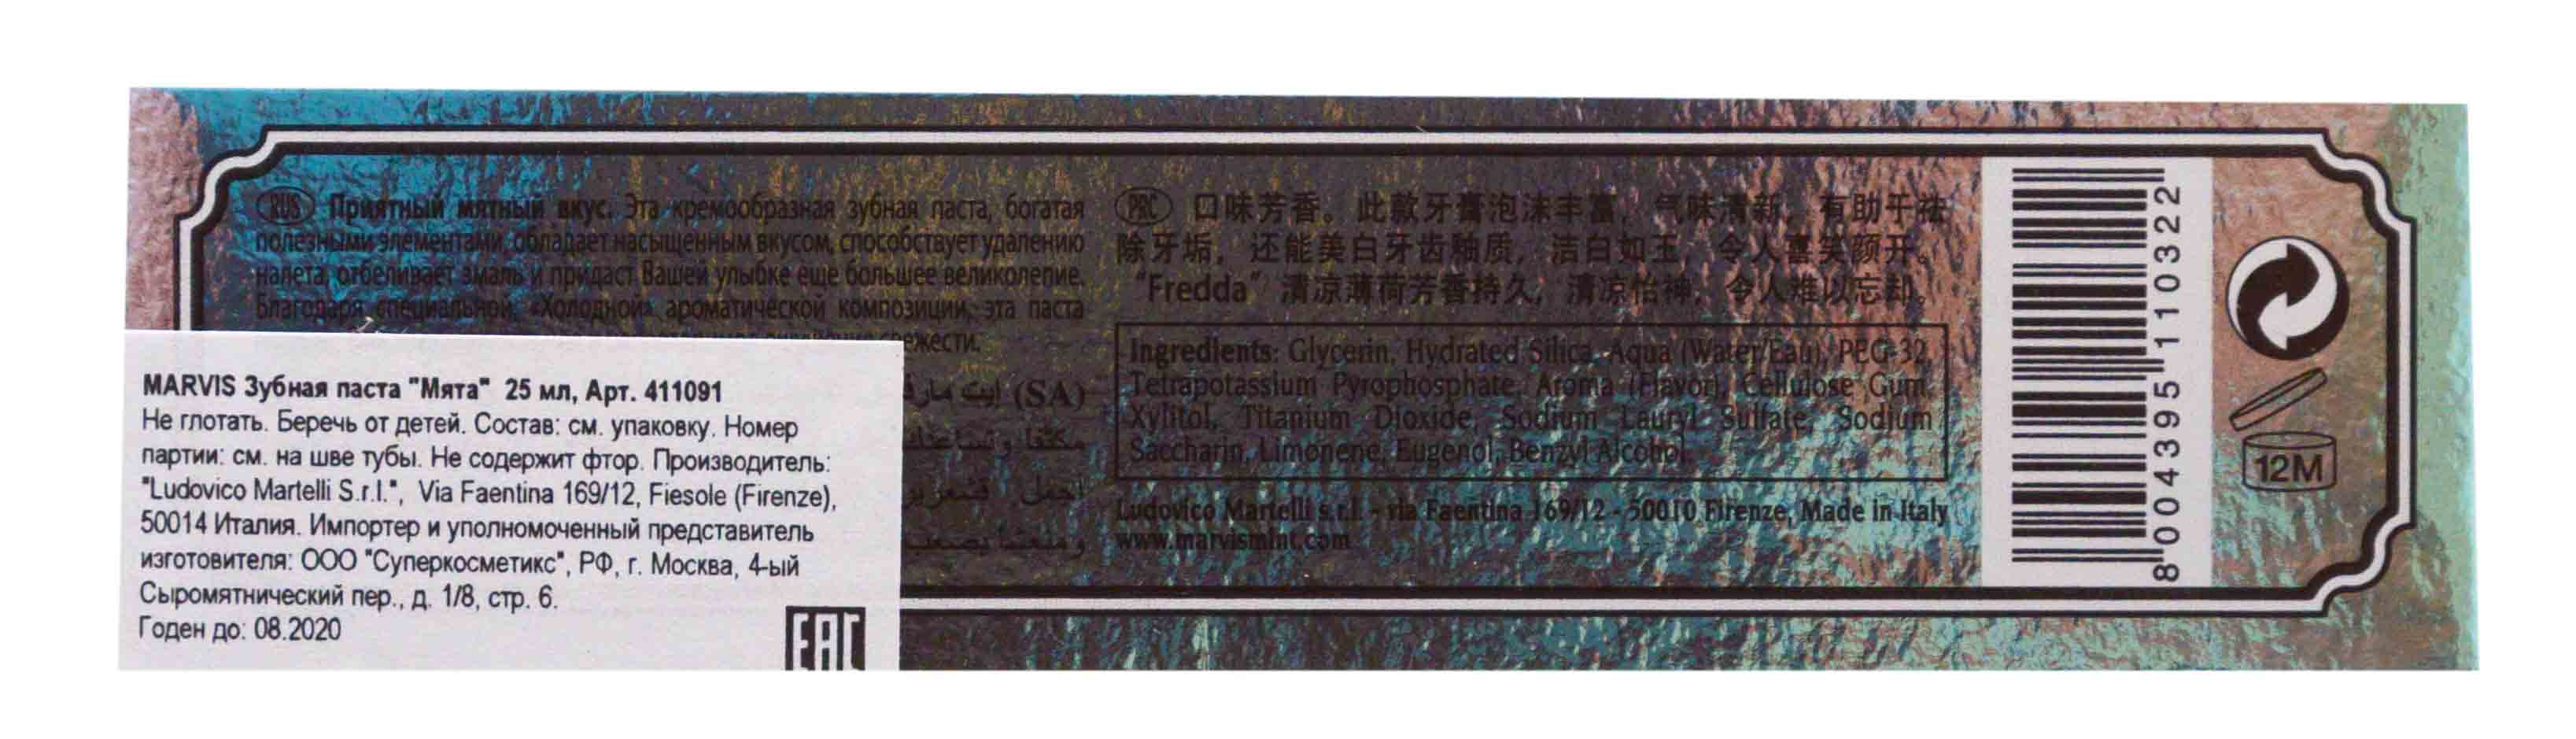 RUS Приятный мятный вкус. Эта кремообразная зубная паста, богатая
полезными элементами, обладает насыщенным вкусом, способствует удалению
налета, отбеливает эмаль и придаст Вашей улыбке еще большее великолепие.
Благодаря специальной, «Холодной» ароматической композиции, эта паста
свежести.
(SA)
PRC 口味芳香。此款牙膏泡沫丰富，气味清新，有助于祛
除牙垢，还能美白牙齿釉质，洁白如玉，令人喜笑颜开。
“Fredda” 清凉薄荷芳香持久，清凉怡神，令人难以忘却。
Ingredients: Glycerin, Hydrated Silica, Aqua (Water/Eau), PEG-32,
Tetrapotassium Pyrophosphate, Aroma (Flavor), Cellulose Gum,
Xylitol, Titanium Dioxide, Sodium Lauryl Sulfate, Sodium
Saccharin, Limonene, Eugenol, Benzyl Alcohol.
Ludovico Martelli s.r.l. - via Faentina 169/12 - 50010 Firenze, Made in Italy
www.marvismint.com
8 004395 110322
12M
MARVIS Зубная паста "Мята" 25 мл, Арт. 411091
Не глотать. Беречь от детей. Состав: см. упаковку. Номер
партии: см. на шве тубы. Не содержит фтор. Производитель:
"Ludovico Martelli S.r.l.", Via Faentina 169/12, Fiesole (Firenze),
50014 Италия. Импортер и уполномоченный представитель
изготовителя: ООО "Суперкосметикс", РФ, г. Москва, 4-ый
Сыромятнический пер., д. 1/8, стр. 6.
Годен до: 08.2020
EAC